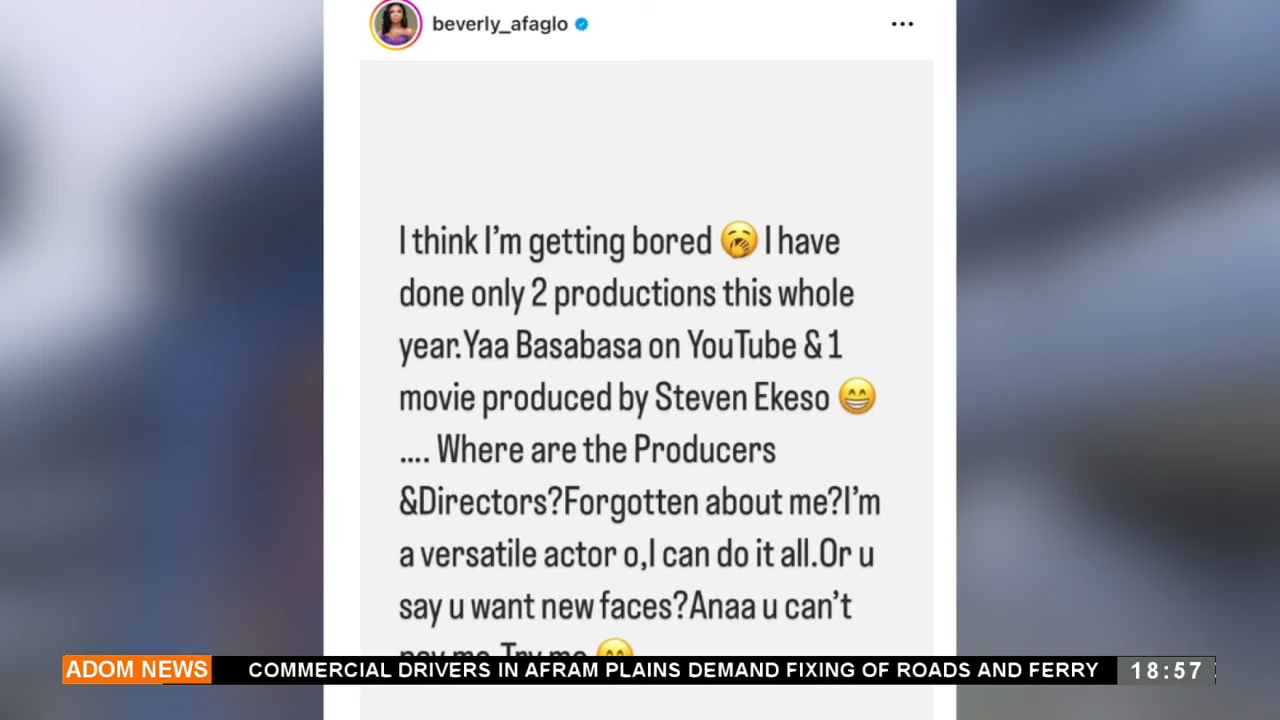 beverly_afaglo
I think I'm getting bored 🥱 I have
done only 2 productions this whole
year.Yaa Basabasa on YouTube & 1
movie produced by Steven Ekeso 😁
.... Where are the Producers
&Directors?Forgotten about me?I'm
a versatile actor o,I can do it all.Or u
say u want new faces?Anaa u can't
pay me.Try me 😁
ADOM NEWS COMMERCIAL DRIVERS IN AFRAM PLAINS DEMAND FIXING OF ROADS AND FERRY 18:57